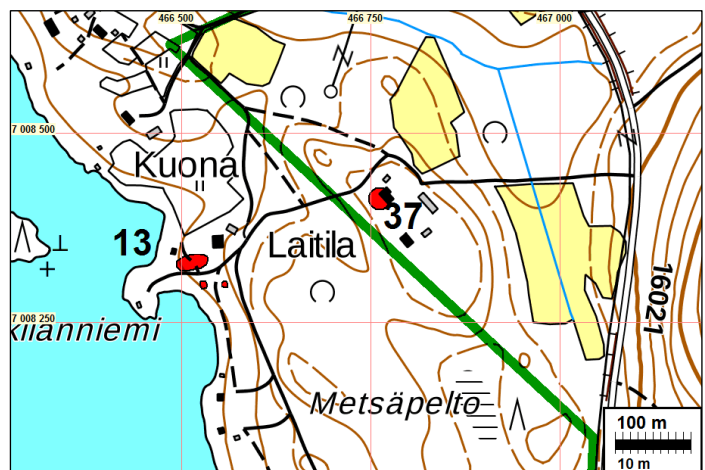 466 500
466 750
467 000
7 008 500
Kuona
37
13
Laitila
16021
7 008 250
kilanniemi
Metsäpelto
100 m
10 m